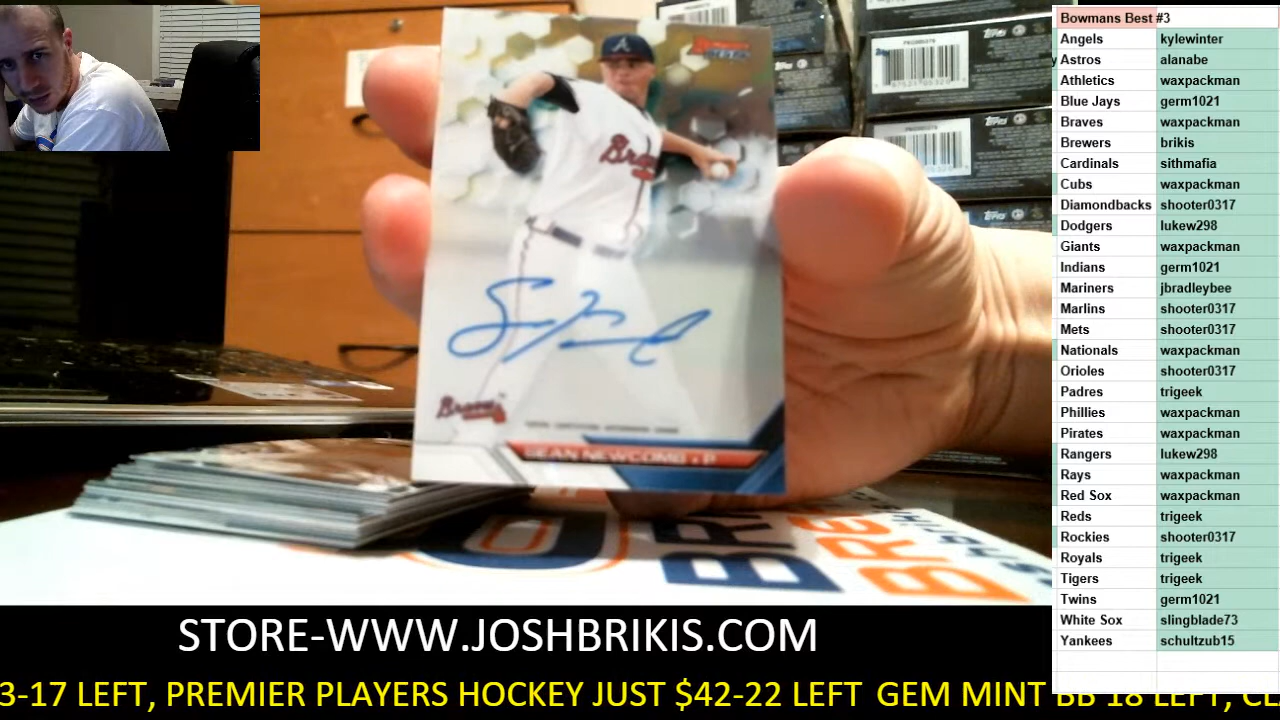 Bowmans Best #3
Angels kylewinter
Astros alanabe
Athletics waxpackman
Blue Jays germ1021
Braves waxpackman
Brewers brikis
Cardinals sithmafia
Cubs waxpackman
Diamondbacks shooter0317
Dodgers lukew298
Giants waxpackman
Indians germ1021
Mariners jbradleybee
Marlins shooter0317
Mets shooter0317
Nationals waxpackman
Orioles shooter0317
Padres trigeek
Phillies waxpackman
Pirates waxpackman
Rangers lukew298
Rays waxpackman
Red Sox waxpackman
Reds trigeek
Rockies shooter0317
Royals trigeek
Tigers trigeek
Twins germ1021
White Sox slingblade73
Yankees schultzub15
Braves
SEAN NEWCOMB • P
topps
topps
STORE-WWW.JOSHBRIKIS.COM
3-17 LEFT, PREMIER PLAYERS HOCKEY JUST $42-22 LEFT GEM MINT BB 18 LEFT,